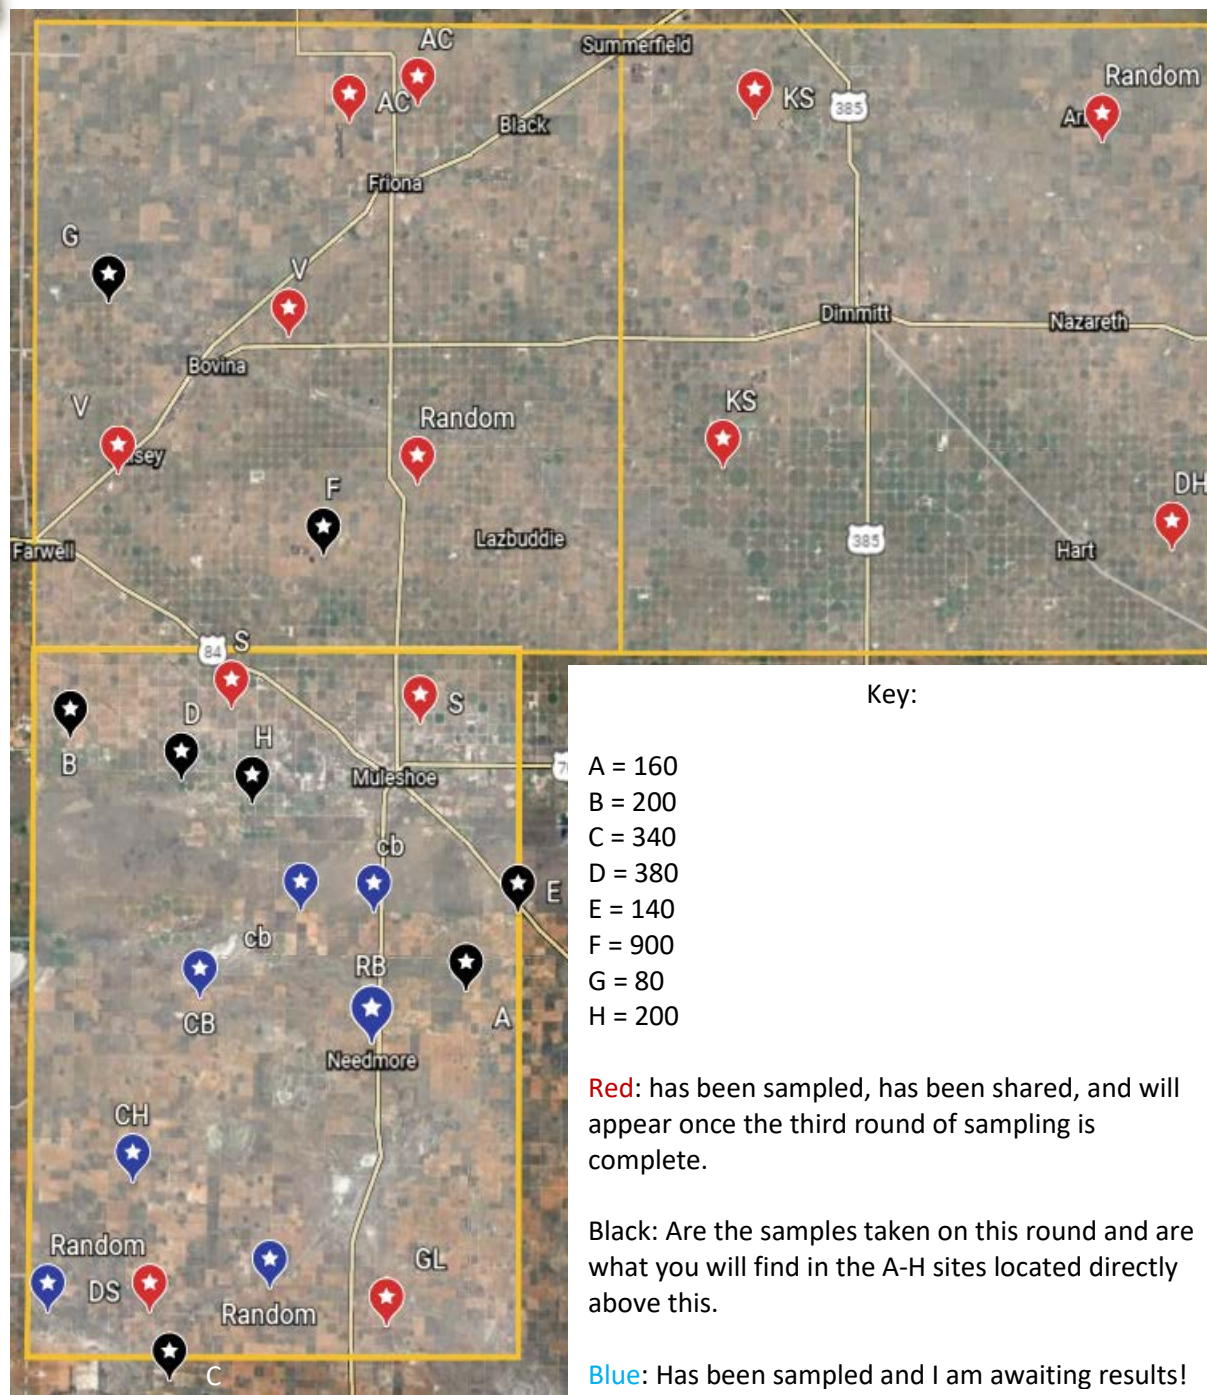 AC
Summerfield
AC
KS
385
Random
Black
Friona
G
V
Dimmitt
Nazareth
Bovina
V
Random
KS
F
DH
Lazbuddie
385
Hart
Farwell
84
S
S
B
D
H
Muleshoe
cb
E
cb
CB
RB
A
Needmore
CH
Random
DS
Random
GL
C
Key:
A = 160
B = 200
C = 340
D = 380
E = 140
F = 900
G = 80
H = 200
Red: has been sampled, has been shared, and will
appear once the third round of sampling is
complete.
Black: Are the samples taken on this round and are
what you will find in the A-H sites located directly
above this.
Blue: Has been sampled and I am awaiting results!